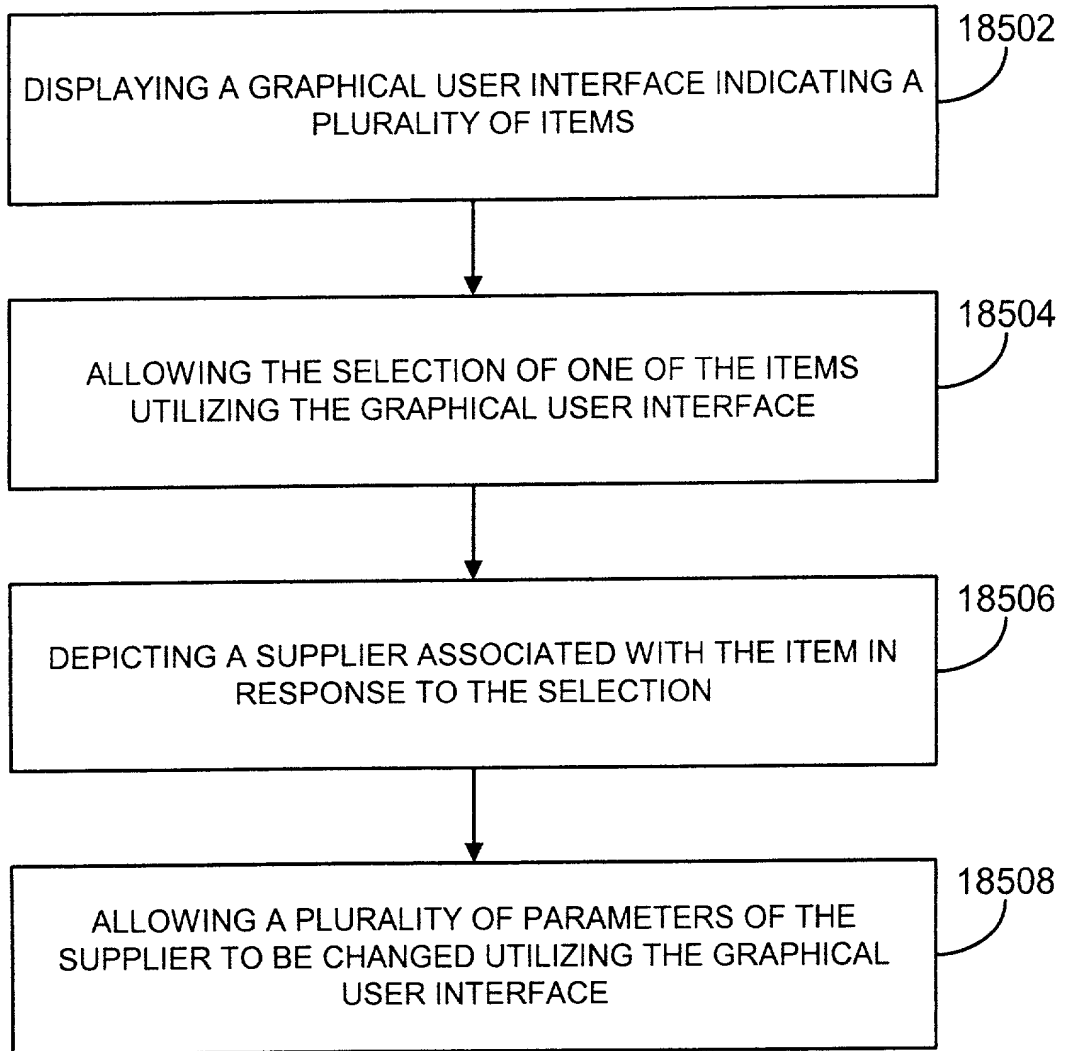 18502
DISPLAYING A GRAPHICAL USER INTERFACE INDICATING A
PLURALITY OF ITEMS
18504
ALLOWING THE SELECTION OF ONE OF THE ITEMS
UTILIZING THE GRAPHICAL USER INTERFACE
18506
DEPICTING A SUPPLIER ASSOCIATED WITH THE ITEM IN
RESPONSE TO THE SELECTION
18508
ALLOWING A PLURALITY OF PARAMETERS OF THE
SUPPLIER TO BE CHANGED UTILIZING THE GRAPHICAL
USER INTERFACE